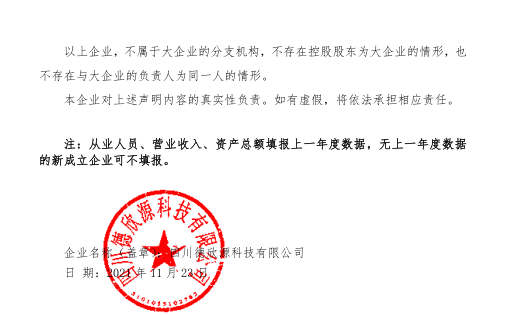 以上企业，不属于大企业的分支机构，不存在控股股东为大企业的情形，也
不存在与大企业的负责人为同一人的情形。
本企业对上述声明内容的真实性负责。如有虚假，将依法承担相应责任。
注：从业人员、营业收入、资产总额填报上一年度数据，无上一年度数据
的新成立企业可不填报。
四川德欣源科技有限公司
企业名称（盖章）：四川德欣源科技有限公司
日 期：2021 年 11 月 23 日
5101055102762